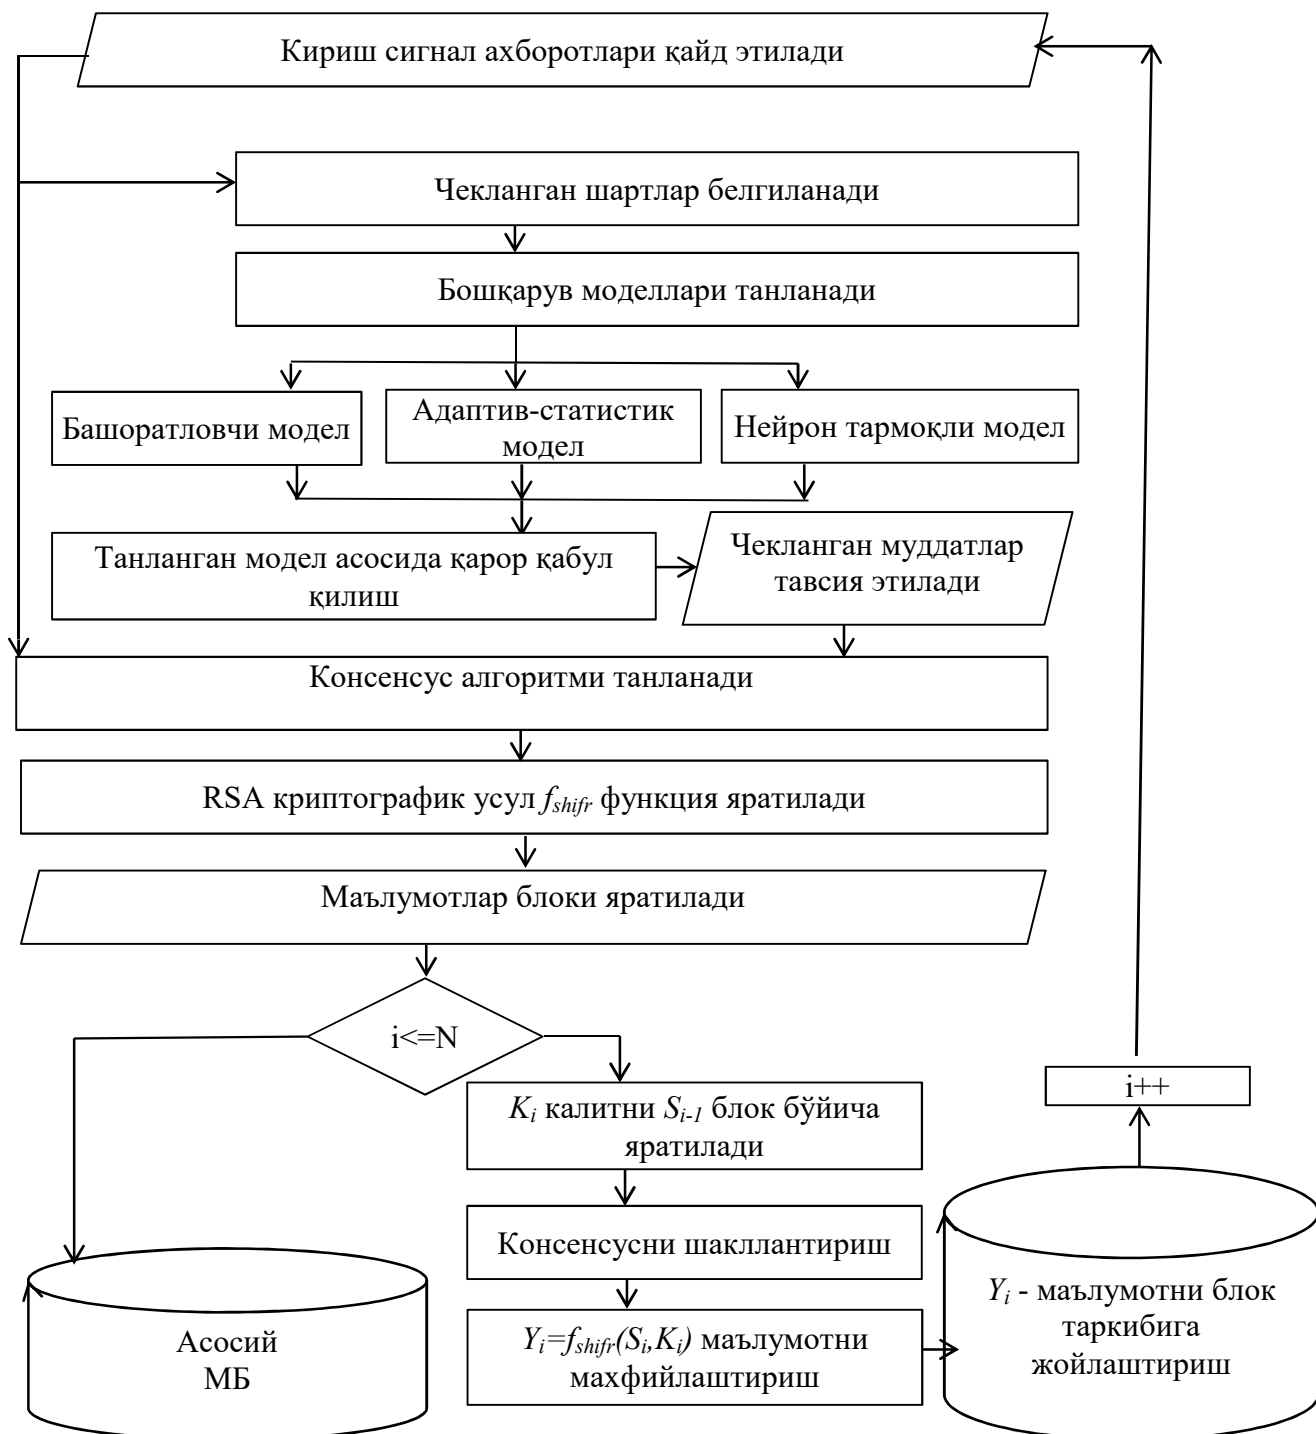 Кириш сигнал ахборотлари қайд этилади
Чекланган шартлар белгиланади
Бошқарув моделлари танланади
Башоратловчи модел
Адаптив-статистик
модел
Нейрон тармоқли модел
Танланган модел асосида қарор қабул
қилиш
Чекланган муддатлар
тавсия этилади
Консенсус алгоритми танланади
RSA криптографик усул f_shifr функция яратилади
Маълумотлар блоки яратилади
i<=N
K_i калитни S_i-1 блок бўйича
яратилади
i++
Консенсусни шакллантириш
Y_i=f_shifr(S_i,K_i) маълумотни
махфийлаштириш
Y_i - маълумотни блок
таркибига
жойлаштириш
Асосий
МБ